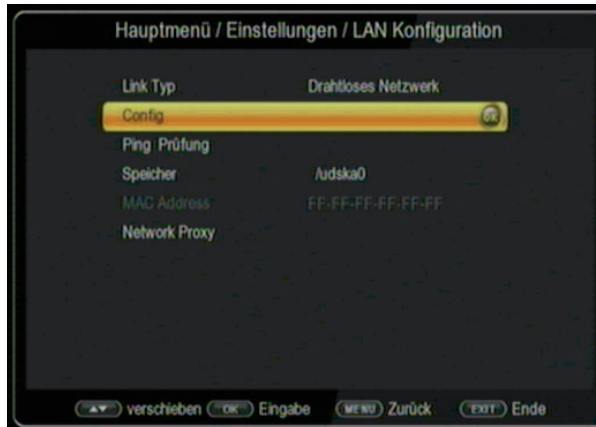 Hauptmenü / Einstellungen / LAN Konfiguration
Link Typ Drahtloses Netzwerk
Config OK
Ping Prüfung
Speicher /udska0
MAC Address FF-FF-FF-FF-FF-FF
Network Proxy
verschieben OK Eingabe MENU Zurück EXIT Ende